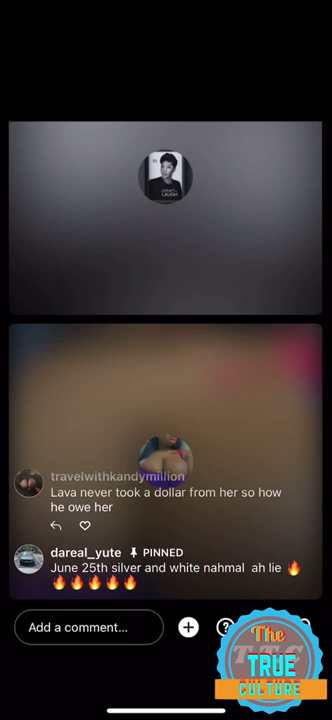 travelwithkandymillion
Lava never took a dollar from her so how
he owe her
dareal_yute PINNED
June 25th silver and white nahmal ah lie 🔥
🔥🔥🔥🔥🔥
Add a comment...
The
TTC
TRUE
CULTURE